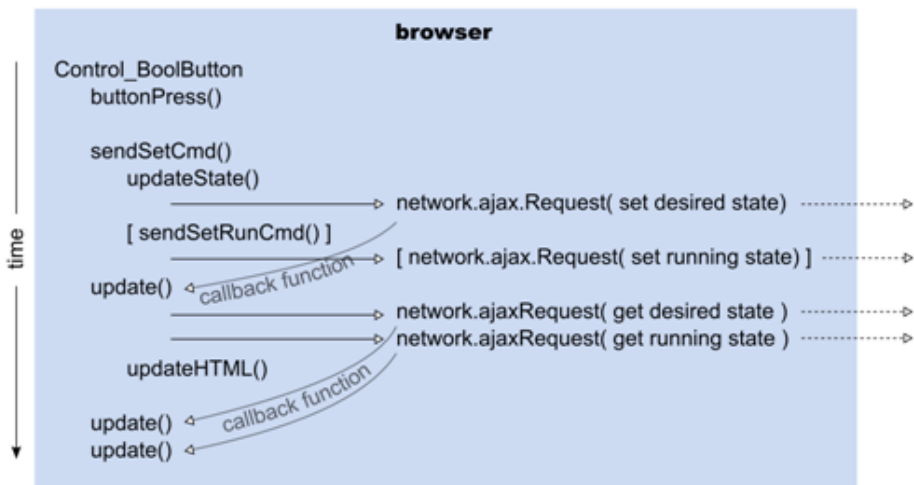 browser
Control_BoolButton
buttonPress()
sendSetCmd()
updateState()
network.ajax.Request( set desired state)
[ sendSetRunCmd() ]
[ network.ajax.Request( set running state) ]
callback function
update()
network.ajaxRequest( get desired state )
network.ajaxRequest( get running state )
updateHTML()
callback function
update()
update()
time